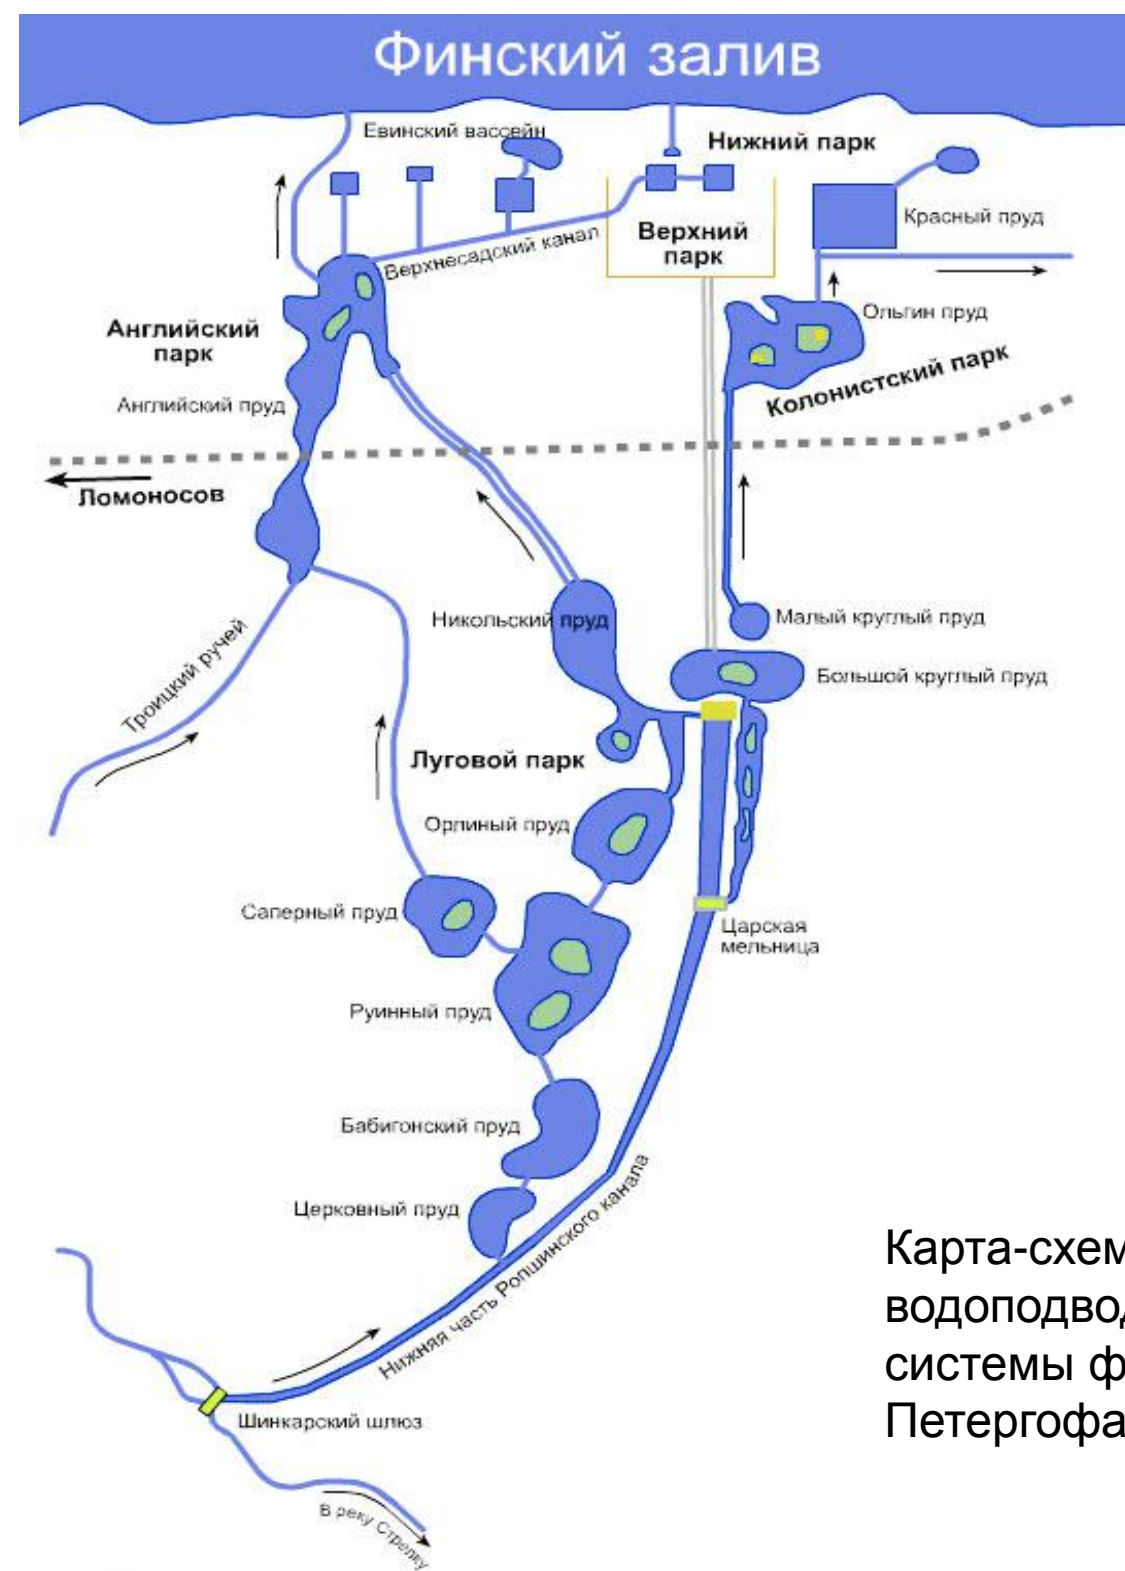 Финский залив
Евинский вассейн
Нижний парк
Красный пруд
Верхний
парк
Верхнесадский канал
Ольгин пруд
Английский
парк
Колонистский парк
Английский пруд
Ломоносов
Никольский пруд
Малый круглый пруд
Большой круглый пруд
Троицкий ручей
Луговой парк
Орлиный пруд
Саперный пруд
Царская
мельница
Руинный пруд
Бабигонский пруд
Церковный пруд
Нижняя часть Ропшинского канала
Шинкарский шлюз
В реку Стрелку
Карта-схем
водоподвод
системы ф
Петергофа